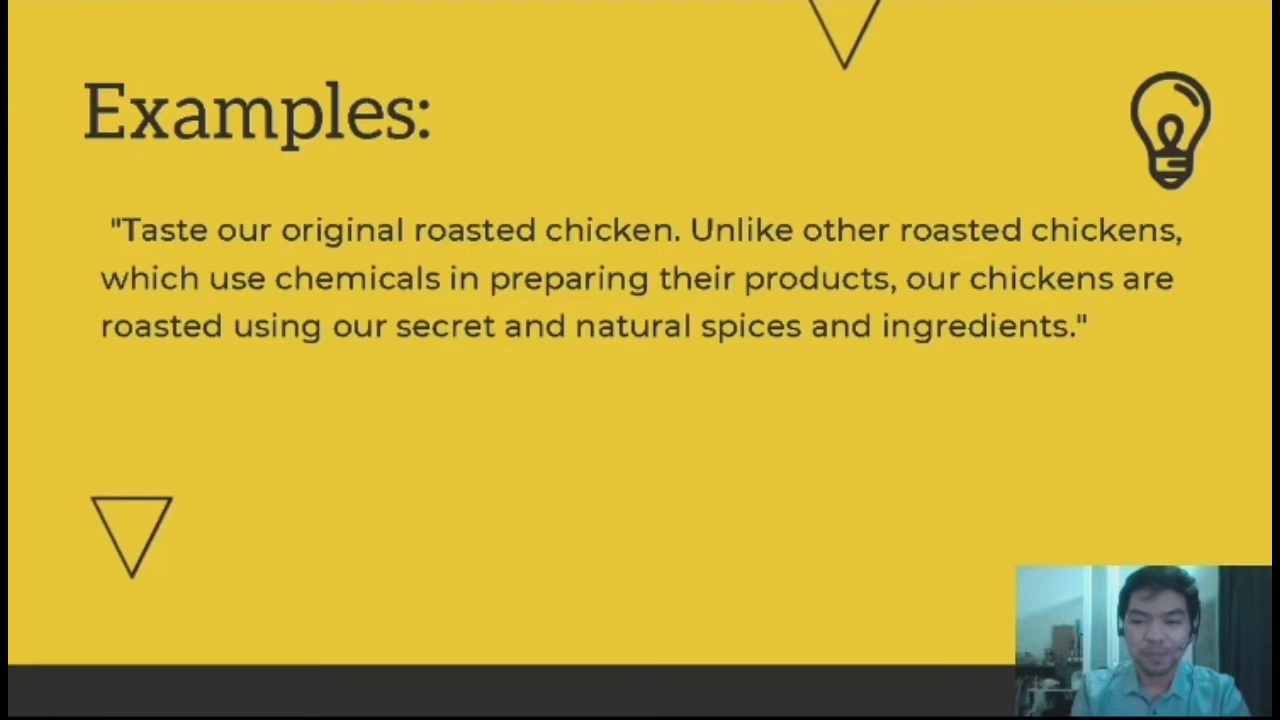 Examples:
"Taste our original roasted chicken. Unlike other roasted chickens,
which use chemicals in preparing their products, our chickens are
roasted using our secret and natural spices and ingredients."